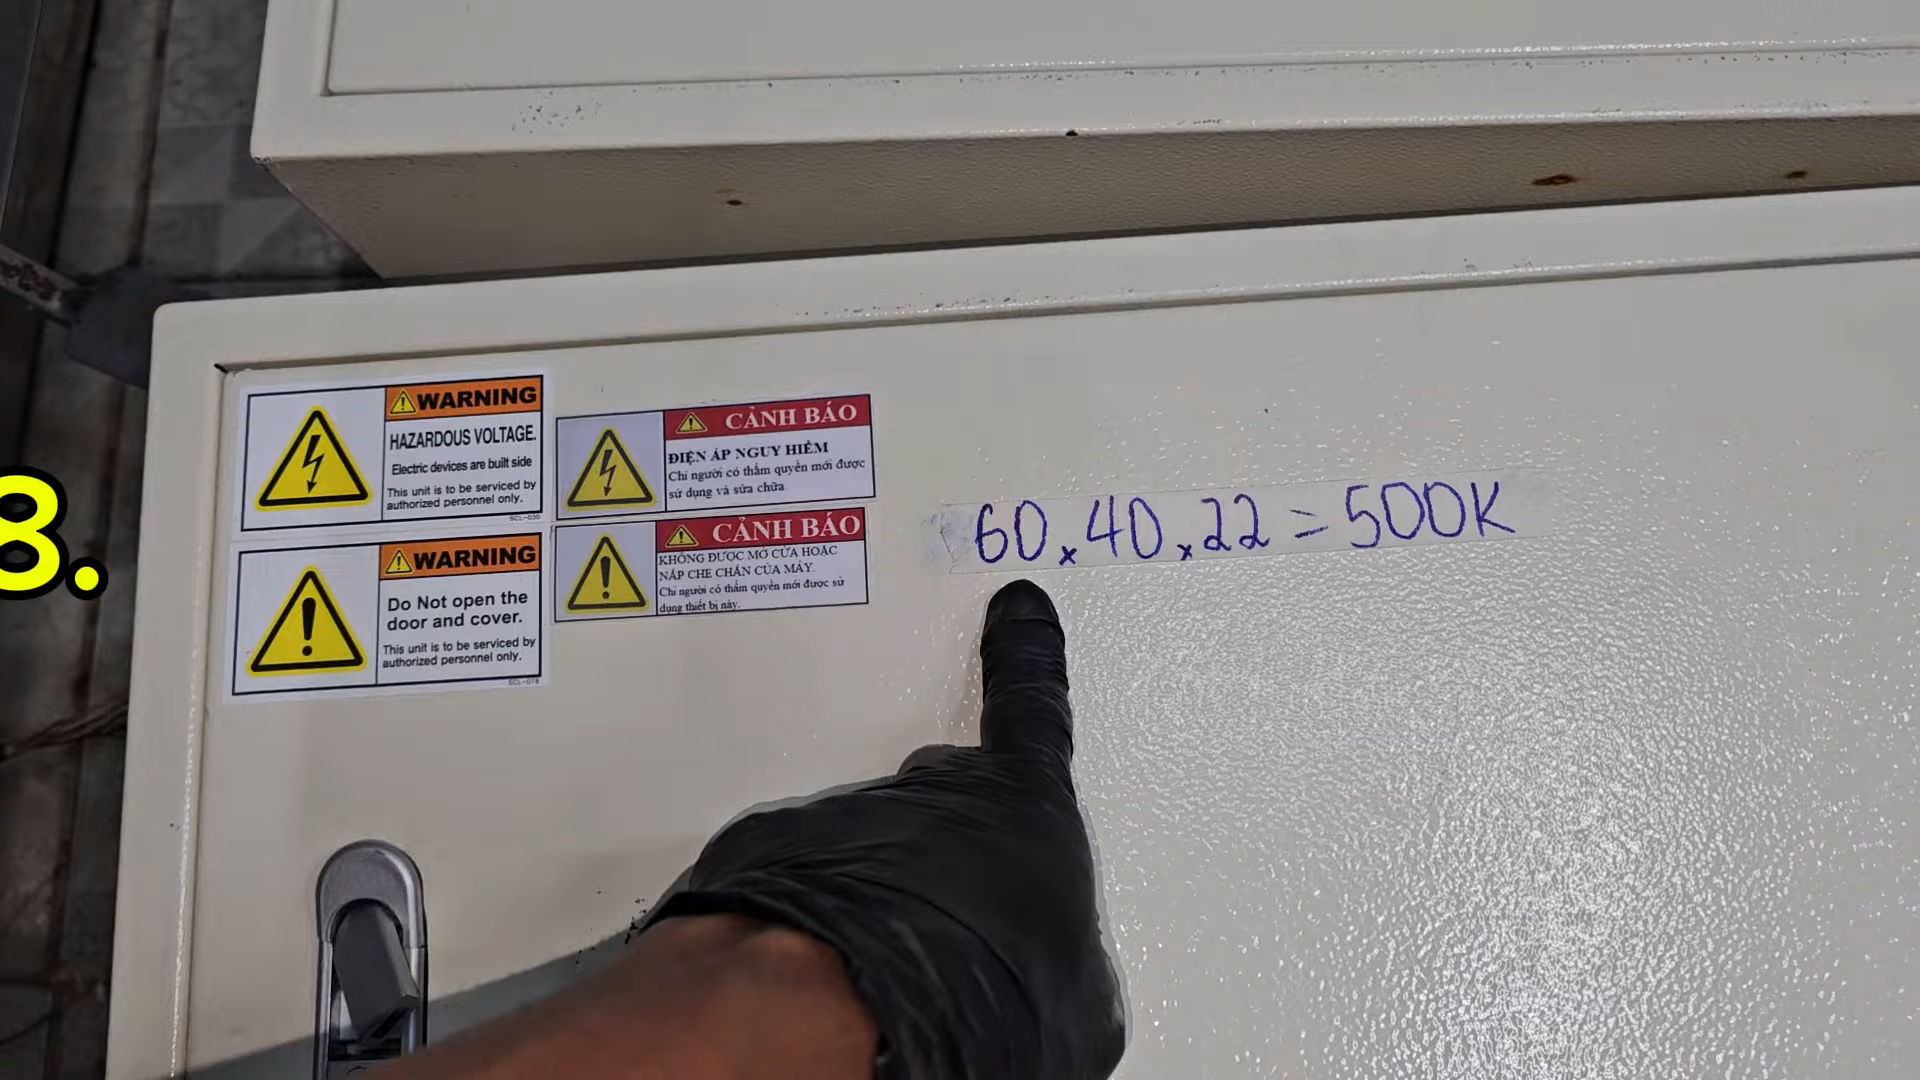 8.
WARNING
HAZARDOUS VOLTAGE.
Electric devices are built side
This unit is to be serviced by
authorized personnel only.
SCL-030
WARNING
Do Not open the
door and cover.
This unit is to be serviced by
authorized personnel only.
SCL-078
CẢNH BÁO
ĐIỆN ÁP NGUY HIỂM
Chỉ người có thẩm quyền mới được
sử dụng và sửa chữa
CẢNH BÁO
KHÔNG ĐƯỢC MỞ CỬA HOẶC
NẮP CHE CHẮN CỦA MÁY.
Chỉ người có thẩm quyền mới được sử
dụng thiết bị này.
60x40x22=500K